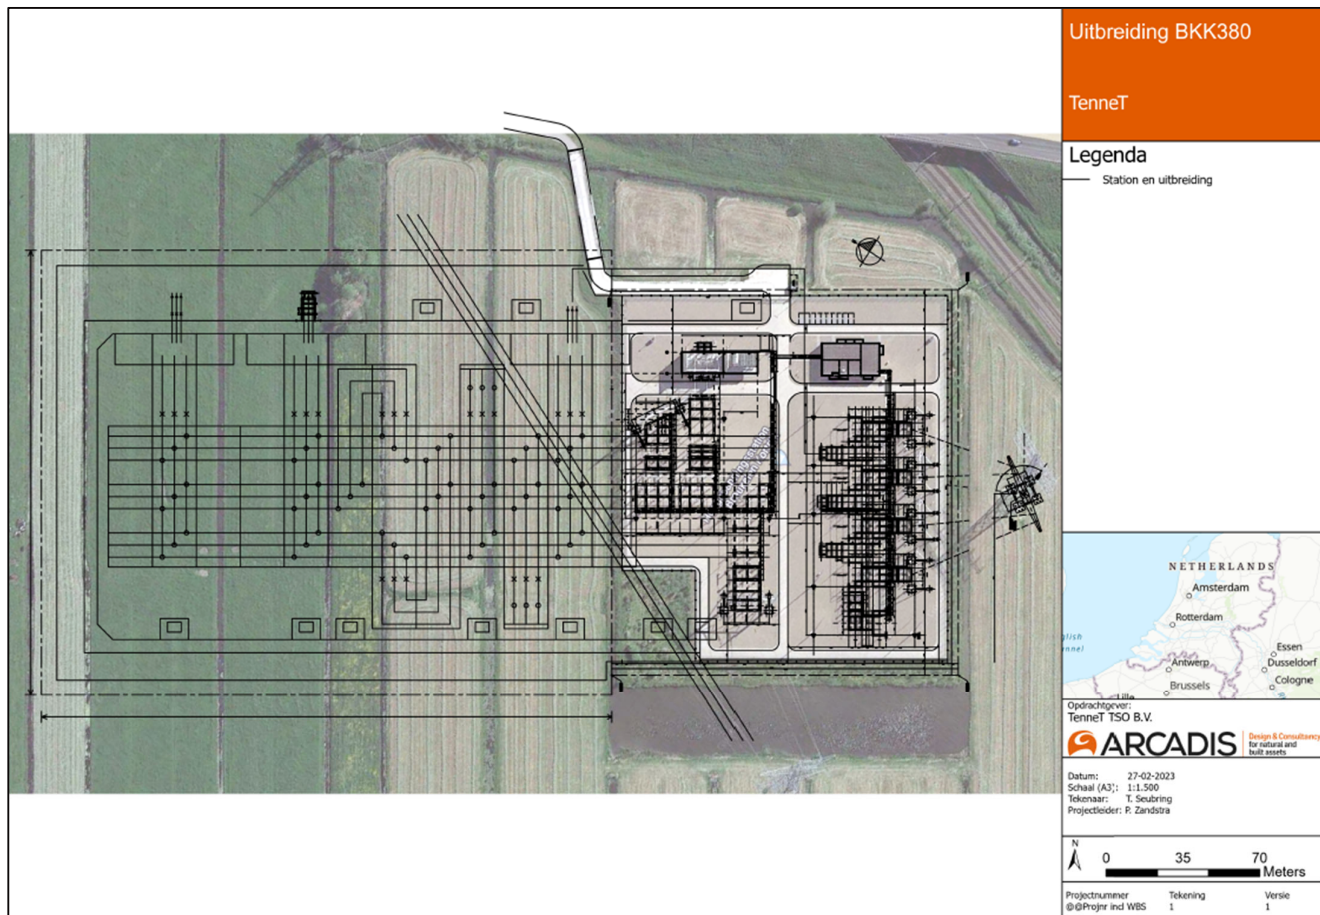 Uitbreiding BKK380
TenneT
Legenda
Station en uitbreiding
NETHERLANDS
Amsterdam
Rotterdam
Essen
Antwerp
Dusseldorf
Brussels
Cologne
Lille
Opdrachtgever:
TenneT TSO B.V.
ARCADIS
Design & Consultancy
for natural and
built assets
Datum: 27-02-2023
Schaal (A3): 1:1.500
Tekenaar: T. Seubring
Projectleider: P. Zandstra
N
0 35 70
Meters
Projectnummer Tekening Versie
@@Projnr incl WBS 1 1